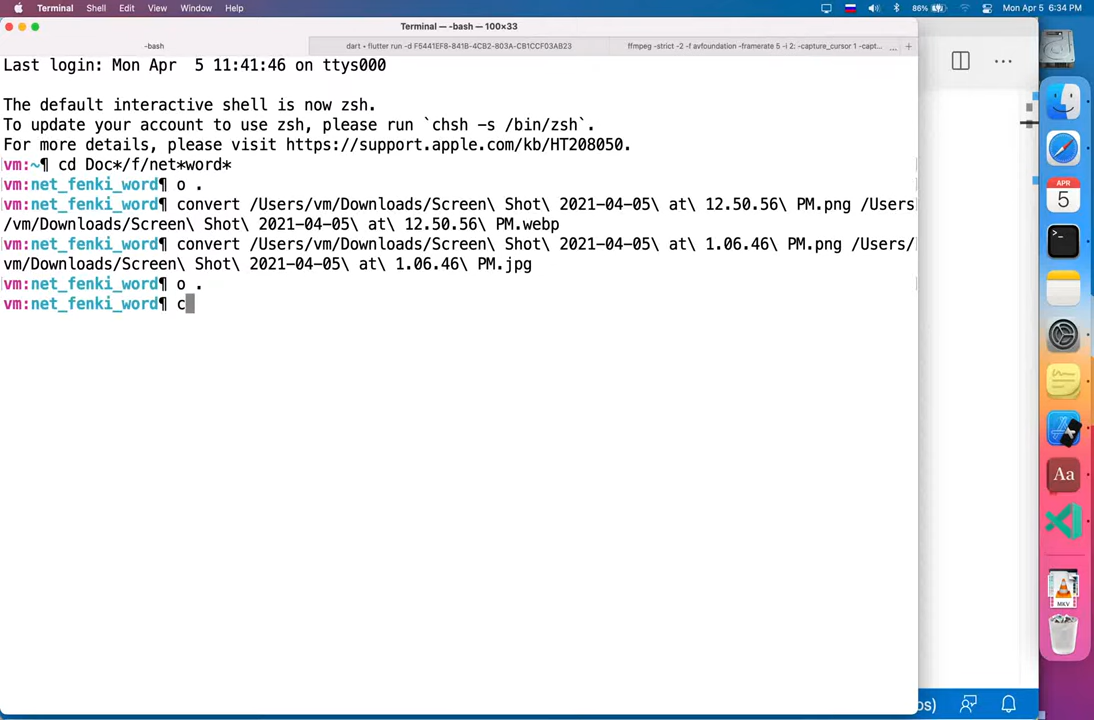 Terminal Shell Edit View Window Help 86% Mon Apr 5 6:34 PM
Terminal — -bash — 100×33
-bash
dart • flutter run -d F5441EF8-841B-4CB2-803A-CB1CCF03AB23
ffmpeg -strict -2 -f avfoundation -framerate 5 -i 2: -capture_cursor 1 -capt...
Last login: Mon Apr  5 11:41:46 on ttys000
The default interactive shell is now zsh.
To update your account to use zsh, please run `chsh -s /bin/zsh`.
For more details, please visit https://support.apple.com/kb/HT208050.
vm:~¶ cd Doc*/f/net*word*
vm:net_fenki_word¶ o .
vm:net_fenki_word¶ convert /Users/vm/Downloads/Screen\ Shot\ 2021-04-05\ at\ 12.50.56\ PM.png /Users
/vm/Downloads/Screen\ Shot\ 2021-04-05\ at\ 12.50.56\ PM.webp
vm:net_fenki_word¶ convert /Users/vm/Downloads/Screen\ Shot\ 2021-04-05\ at\ 1.06.46\ PM.png /Users/
vm/Downloads/Screen\ Shot\ 2021-04-05\ at\ 1.06.46\ PM.jpg
vm:net_fenki_word¶ o .
vm:net_fenki_word¶ c
APR
5
>_
Aa
MKV
os)